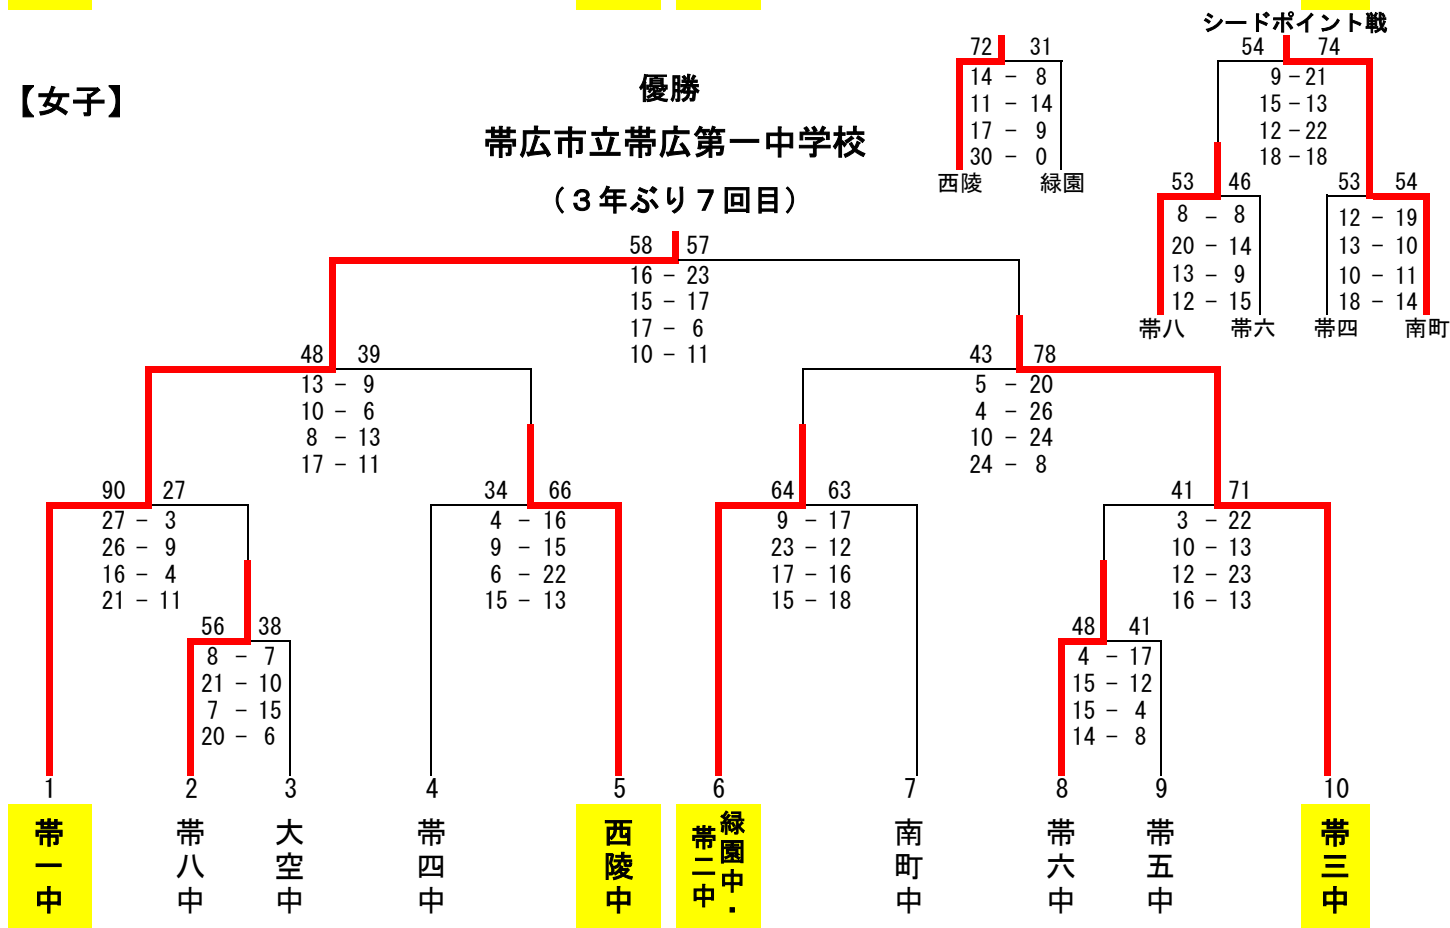 シードポイント戦
72 31
54 74
14 - 8
11 - 14
17 - 9
30 - 0
西陵 緑園
9 - 21
15 - 13
12 - 22
18 - 18
【女子】
優勝
帯広市立帯広第一中学校
（３年ぶり７回目）
53 46
8 - 8
20 - 14
13 - 9
12 - 15
帯八 帯六
53 54
12 - 19
13 - 10
10 - 11
18 - 14
帯四 南町
58 57
16 - 23
15 - 17
17 - 6
10 - 11
48 39
13 - 9
10 - 6
8 - 13
17 - 11
43 78
5 - 20
4 - 26
10 - 24
24 - 8
90 27
27 - 3
26 - 9
16 - 4
21 - 11
34 66
4 - 16
9 - 15
6 - 22
15 - 13
64 63
9 - 17
23 - 12
17 - 16
15 - 18
41 71
3 - 22
10 - 13
12 - 23
16 - 13
56 38
8 - 7
21 - 10
7 - 15
20 - 6
48 41
4 - 17
15 - 12
15 - 4
14 - 8
1 2 3 4 5 6 7 8 9 10
帯一中
帯八中
大空中
帯四中
西陵中
緑園中・
帯二中
南町中
帯六中
帯五中
帯三中